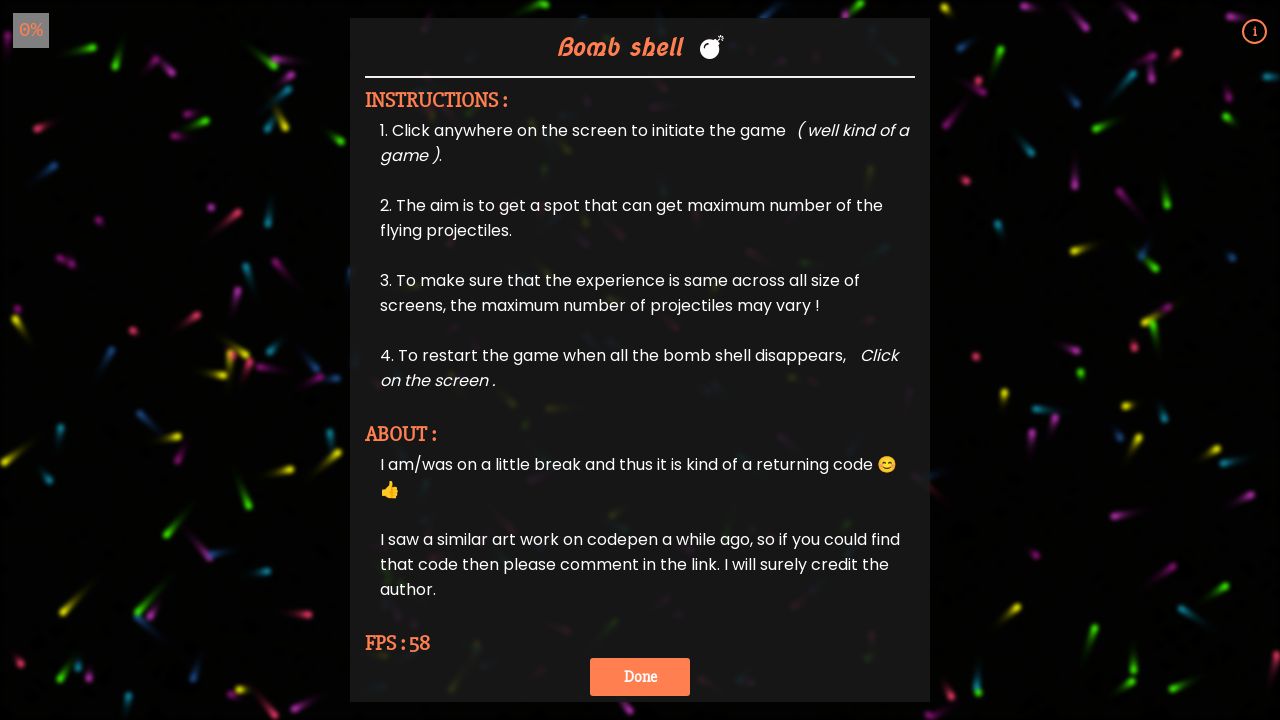 0%
i
Bomb shell 💣
INSTRUCTIONS :
1. Click anywhere on the screen to initiate the game ( well kind of a
game ).
2. The aim is to get a spot that can get maximum number of the
flying projectiles.
3. To make sure that the experience is same across all size of
screens, the maximum number of projectiles may vary !
4. To restart the game when all the bomb shell disappears, Click
on the screen .
ABOUT :
I am/was on a little break and thus it is kind of a returning code 😊
👍
I saw a similar art work on codepen a while ago, so if you could find
that code then please comment in the link. I will surely credit the
author.
FPS : 58
Done